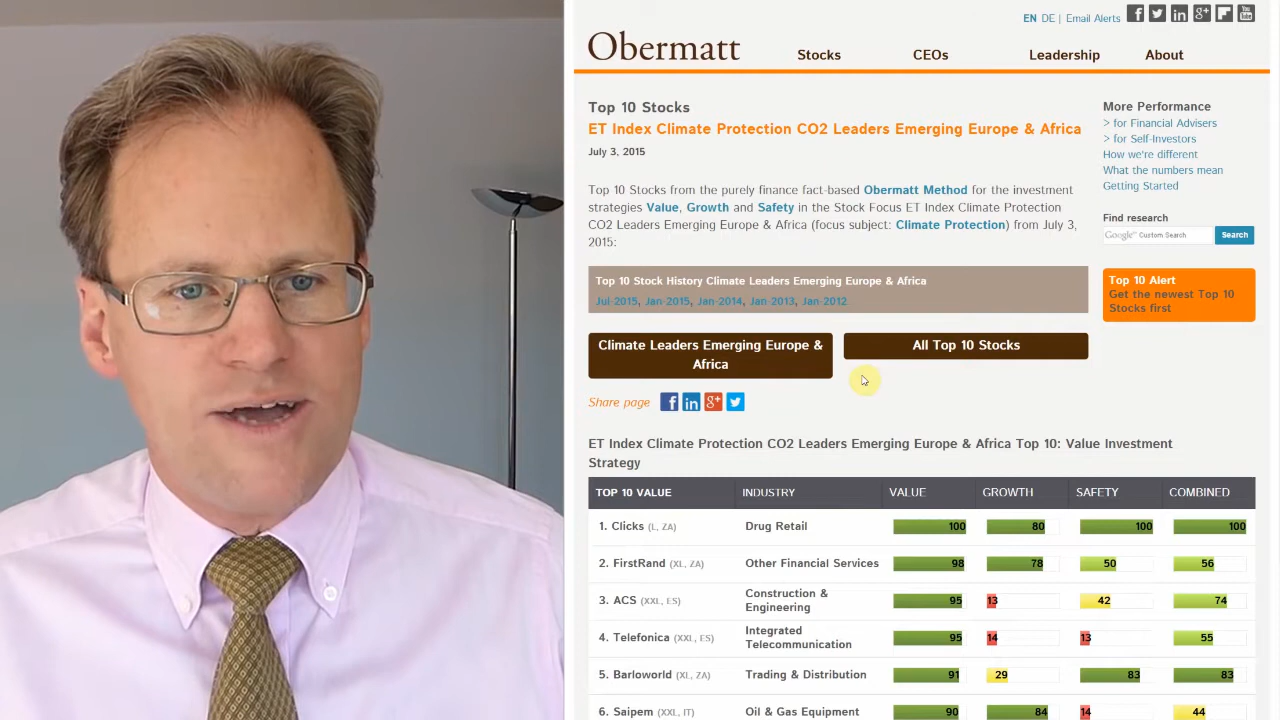 EN DE | Email Alerts
Obermatt
Stocks CEOs Leadership About
Top 10 Stocks
ET Index Climate Protection CO2 Leaders Emerging Europe & Africa
July 3, 2015
Top 10 Stocks from the purely finance fact-based Obermatt Method for the investment
strategies Value, Growth and Safety in the Stock Focus ET Index Climate Protection
CO2 Leaders Emerging Europe & Africa (focus subject: Climate Protection) from July 3,
2015:
Top 10 Stock History Climate Leaders Emerging Europe & Africa
Jul-2015, Jan-2015, Jan-2014, Jan-2013, Jan-2012
Climate Leaders Emerging Europe &
Africa
All Top 10 Stocks
Share page
More Performance
> for Financial Advisers
> for Self-Investors
How we're different
What the numbers mean
Getting Started
Find research
Google™ Custom Search Search
Top 10 Alert
Get the newest Top 10
Stocks first
ET Index Climate Protection CO2 Leaders Emerging Europe & Africa Top 10: Value Investment
Strategy
TOP 10 VALUE INDUSTRY VALUE GROWTH SAFETY COMBINED
1. Clicks (L, ZA) Drug Retail 100 80 100 100
2. FirstRand (XL, ZA) Other Financial Services 98 78 50 56
3. ACS (XXL, ES) Construction &
Engineering 95 13 42 74
4. Telefonica (XXL, ES) Integrated
Telecommunication 95 14 13 55
5. Barloworld (XL, ZA) Trading & Distribution 91 29 83 83
6. Saipem (XXL, IT) Oil & Gas Equipment 90 84 14 44